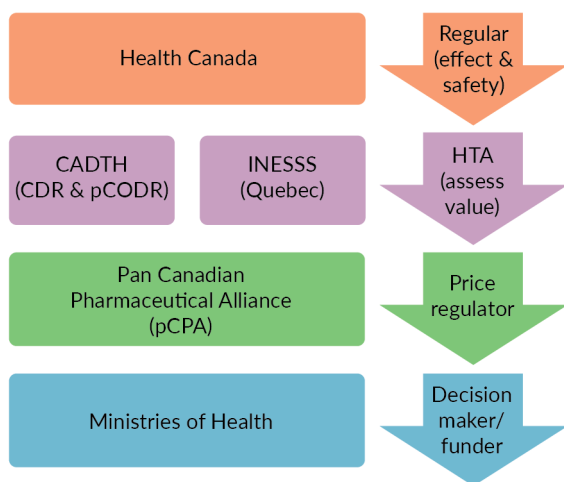 Health Canada
Regular
(effect &
safety)
CADTH
(CDR & pCODR)
INESSS
(Quebec)
HTA
(assess
value)
Pan Canadian
Pharmaceutical Alliance
(pCPA)
Price
regulator
Ministries of Health
Decision
maker/
funder